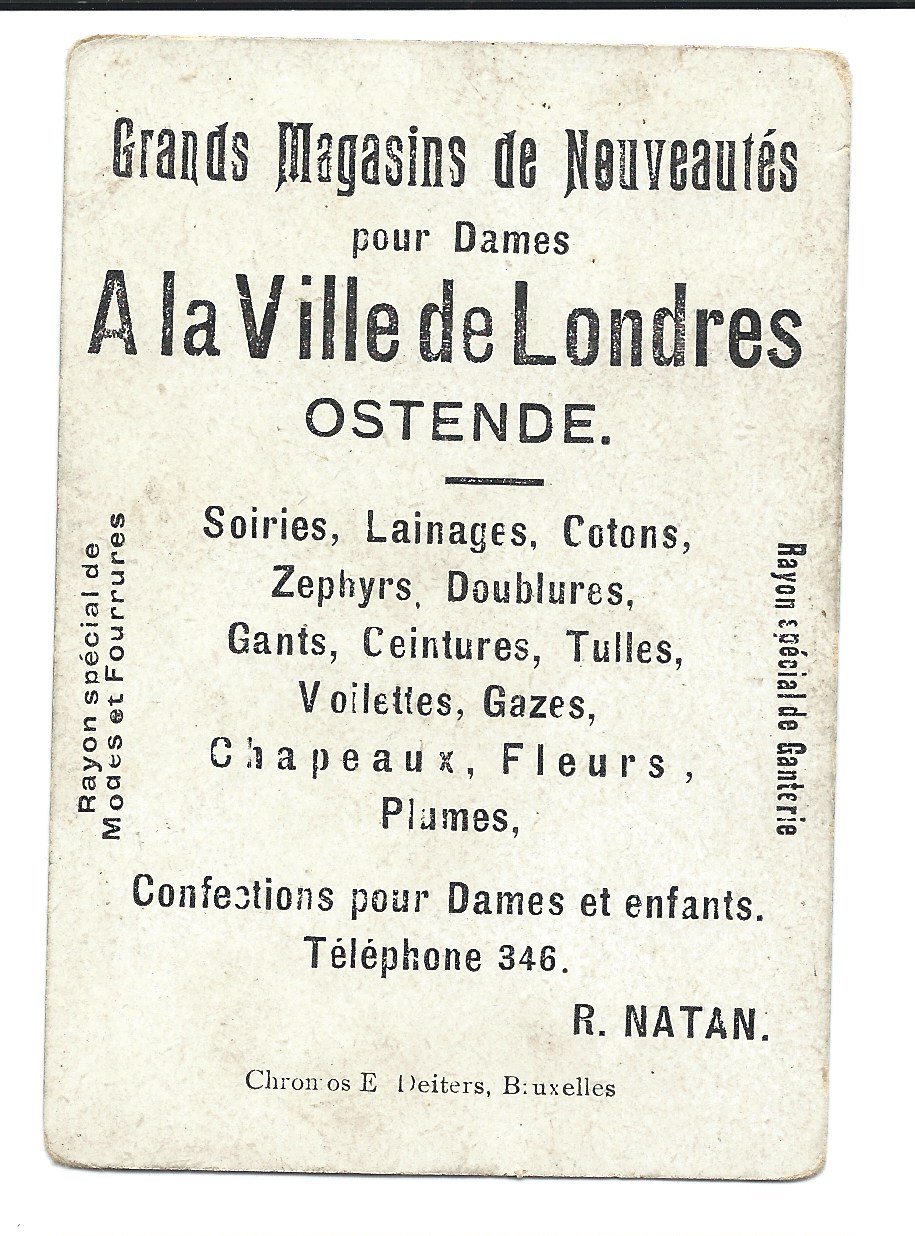 Grands Magasins de Nouveautés
pour Dames
A la Ville de Londres
OSTENDE.
Soiries, Lainages, Cotons,
Zephyrs, Doublures,
Gants, Ceintures, Tulles,
Voilettes, Gazes,
Chapeaux, Fleurs,
Plumes,
Rayon spécial de
Modes et Fourrures
Rayon spécial de Ganterie
Confections pour Dames et enfants.
Téléphone 346.
R. NATAN.
Chromos E Deiters, Bruxelles